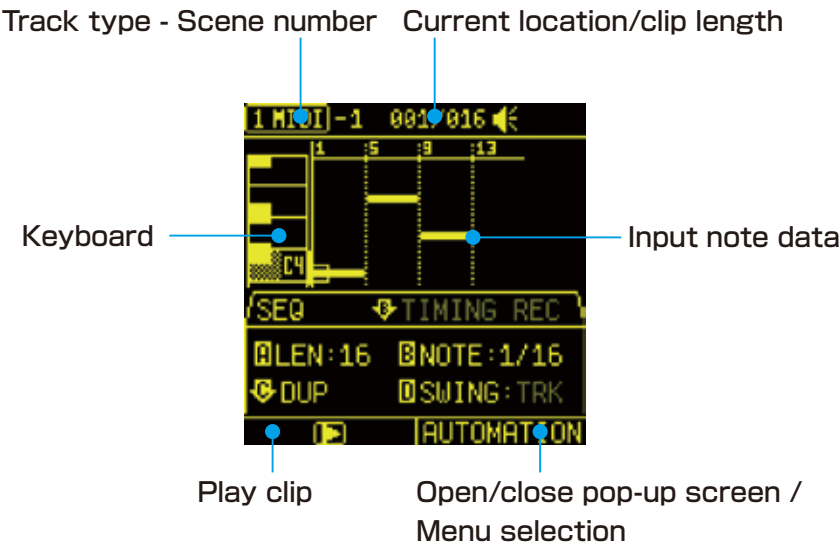 Track type - Scene number
Current location/clip length
1 MIDI -1 001/016
1 5 9 13
Keyboard
Input note data
C4
SEQ B TIMING REC
A LEN:16 B NOTE:1/16
C DUP D SWING:TRK
AUTOMATION
Play clip
Open/close pop-up screen /
Menu selection